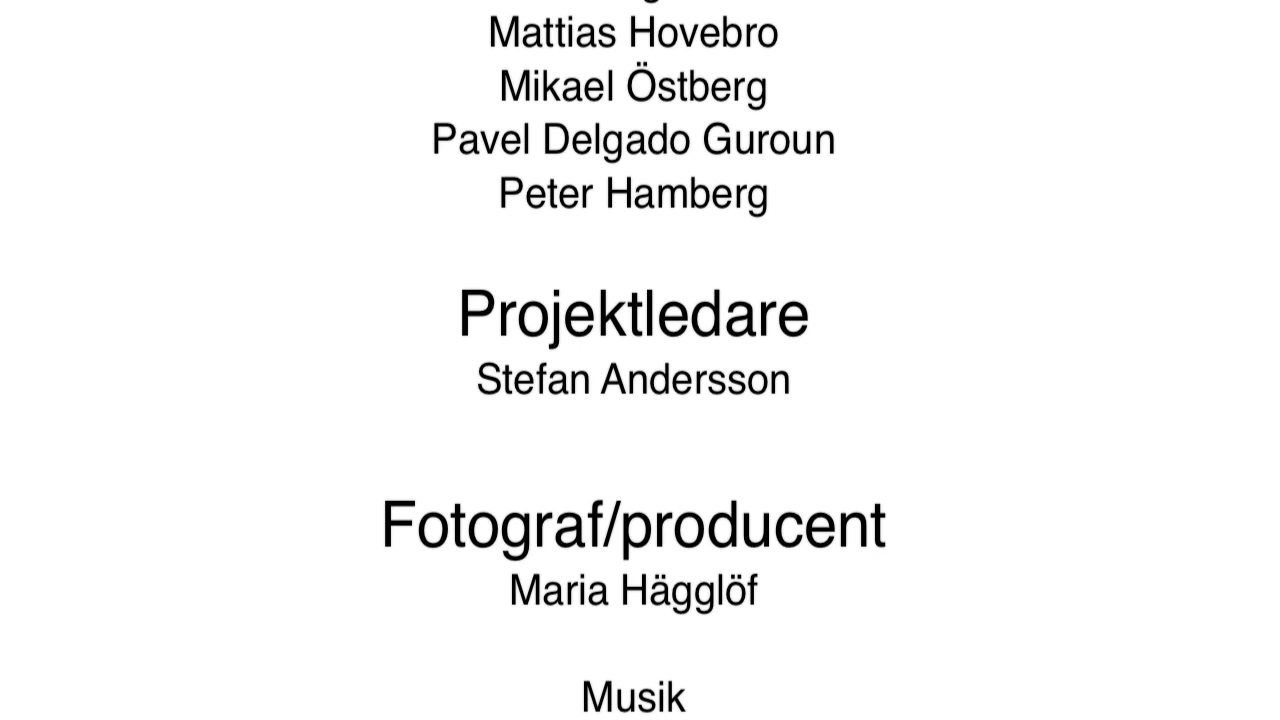 Mattias Hovebro
Mikael Östberg
Pavel Delgado Guroun
Peter Hamberg
Projektledare
Stefan Andersson
Fotograf/producent
Maria Hägglöf
Musik